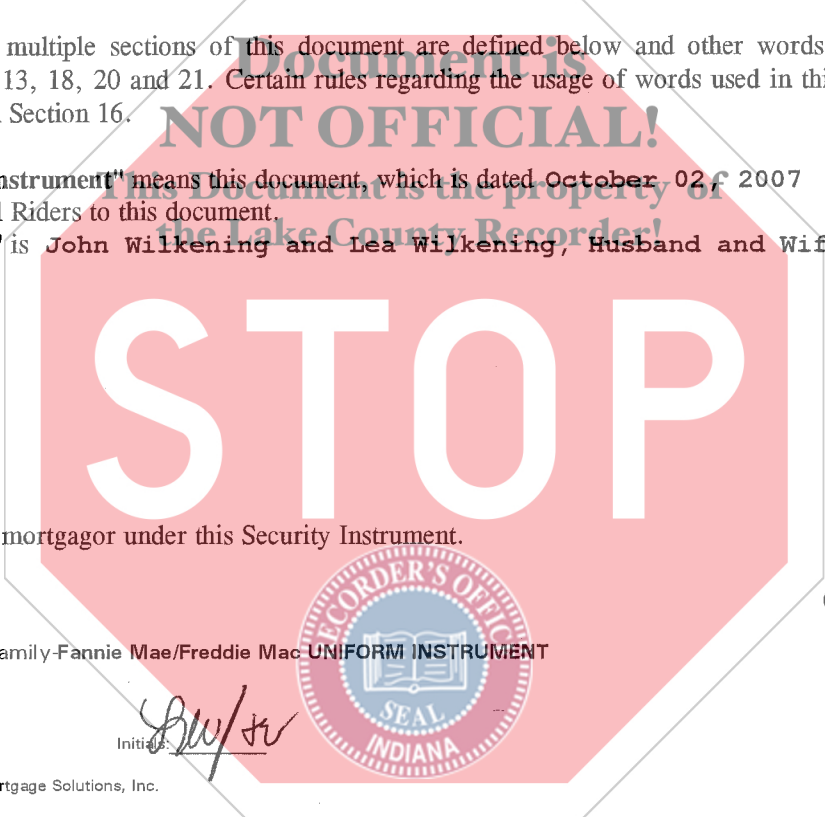 multiple sections of this document are defined below and other words
13, 18, 20 and 21. Certain rules regarding the usage of words used in thi
Section 16.
Document is
NOT OFFICIAL!
This Document is the property of
the Lake County Recorder!
nstrument" means this document, which is dated October 02, 2007
Riders to this document.
" is John Wilkening and Lea Wilkening, Husband and Wif
STOP
mortgagor under this Security Instrument.
RECORDER'S OFFIC
SEAL
INDIANA
amily-Fannie Mae/Freddie Mac UNIFORM INSTRUMENT
Initials:
rtgage Solutions, Inc.